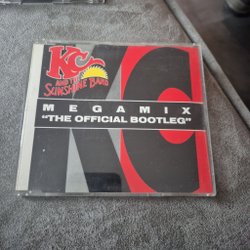 KC
AND THE
SUNSHINE BAND
MEGAMIX
"THE OFFICIAL BOOTLEG"
KC